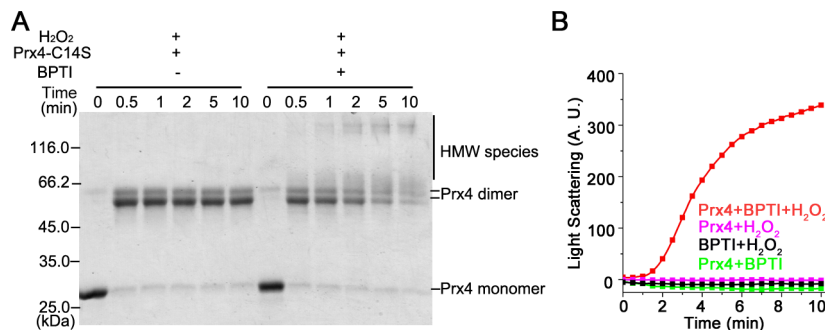 A
H₂O₂ + +
Prx4-C14S + +
BPTI - +
Time (min) 0 0.5 1 2 5 10 0 0.5 1 2 5 10
116.0
66.2
45.0
35.0
25.0
(kDa)
HMW species
Prx4 dimer
Prx4 monomer
B
Light Scattering (A. U.)
400
300
200
100
0
Prx4+BPTI+H₂O₂
Prx4+H₂O₂
BPTI+H₂O₂
Prx4+BPTI
0 2 4 6 8 10
Time (min)